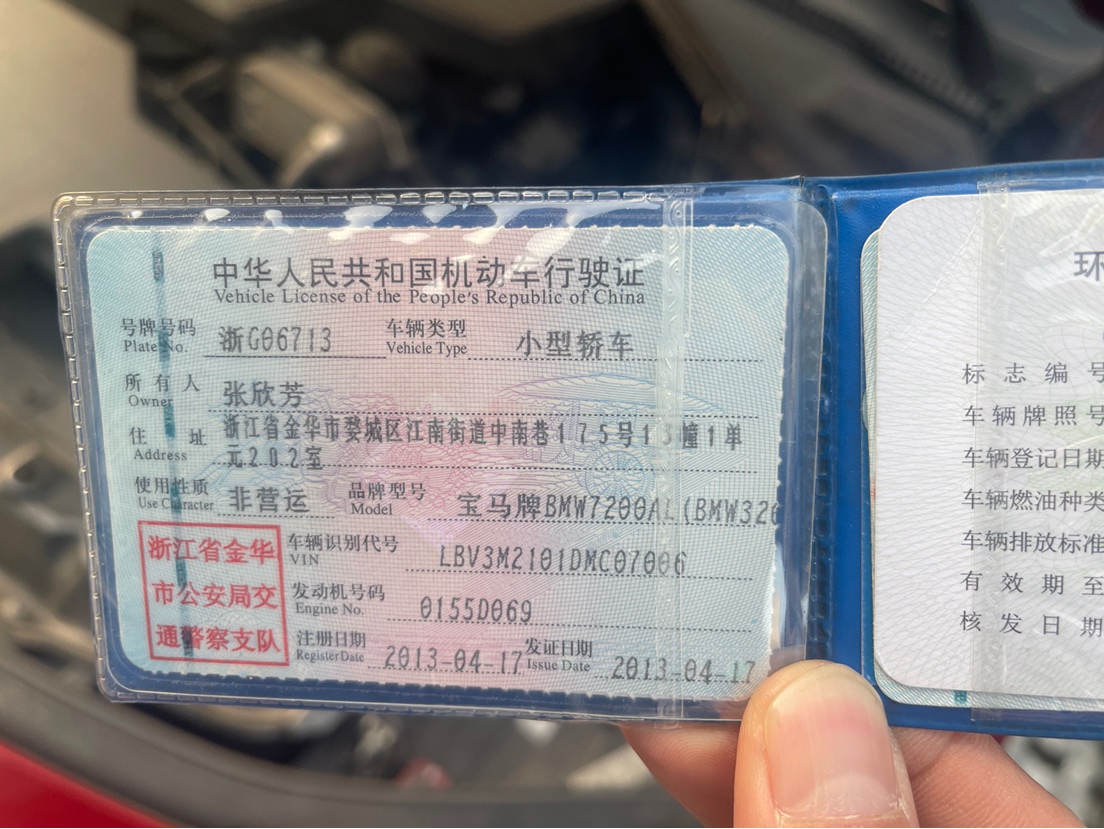 中华人民共和国机动车行驶证
Vehicle License of the People's Republic of China
号牌号码 浙G06713 车辆类型 小型轿车
Plate No. Vehicle Type
所有人 张欣芳
Owner
住址 浙江省金华市婺城区江南街道中南巷175号13幢1单
Address 元202室
使用性质 非营运 品牌型号 宝马牌BMW7200AL(BMW320
Use Character Model
浙江省金华
市公安局交
通警察支队
车辆识别代号 LBV3M2101DMC07006
VIN
发动机号码 0155D069
Engine No.
注册日期 2013-04-17 发证日期 2013-04-17
Register Date Issue Date
环
标志编号
车辆牌照号
车辆登记日期
车辆燃油种类
车辆排放标准
有效期至
核发日期